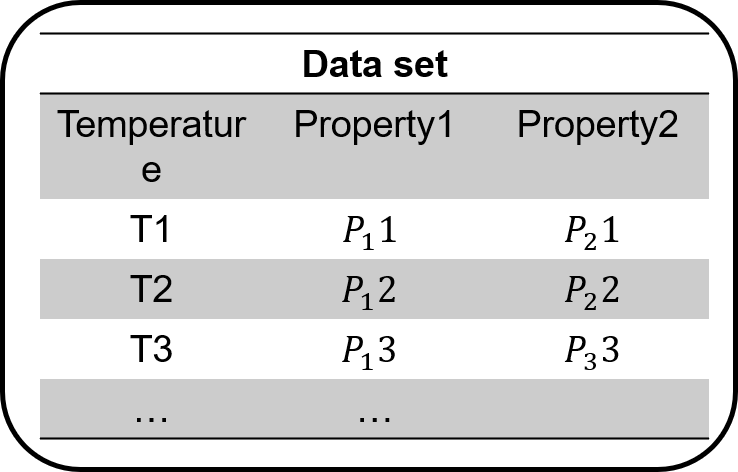 Data set
Temperatur Property1 Property2
e
T1 P₁1 P₂1
T2 P₁2 P₂2
T3 P₁3 P₃3
… …